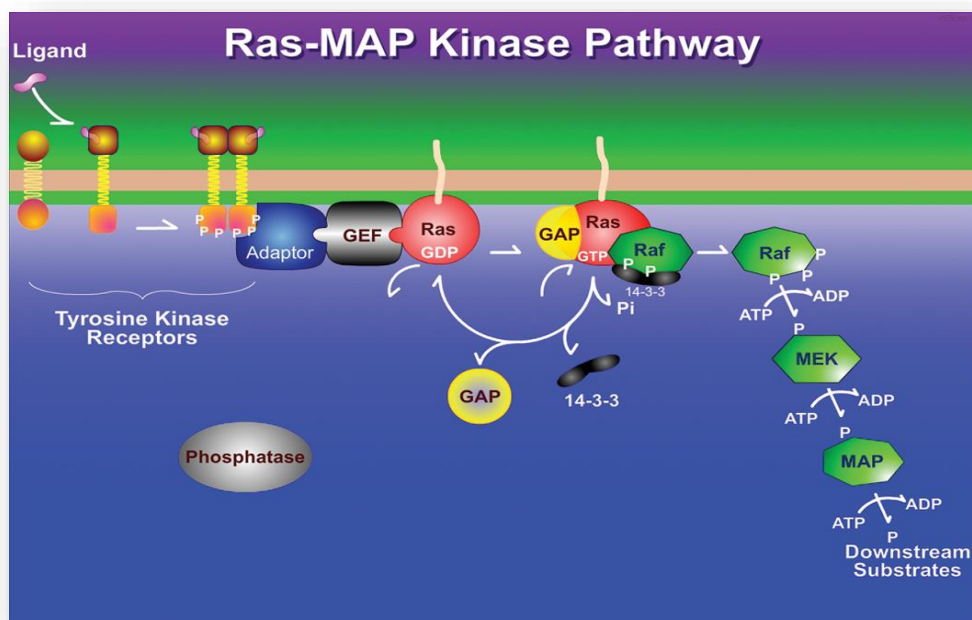 Ras-MAP Kinase Pathway
Ligand
P
P
P
P
P
P
Adaptor
GEF
Ras
GDP
GAP
Ras
GTP
Raf
P
P
14-3-3
Pi
Raf
P
P
P
ATP
ADP
P
MEK
ATP
ADP
P
MAP
ATP
ADP
P
Downstream
Substrates
Tyrosine Kinase
Receptors
GAP
14-3-3
Phosphatase